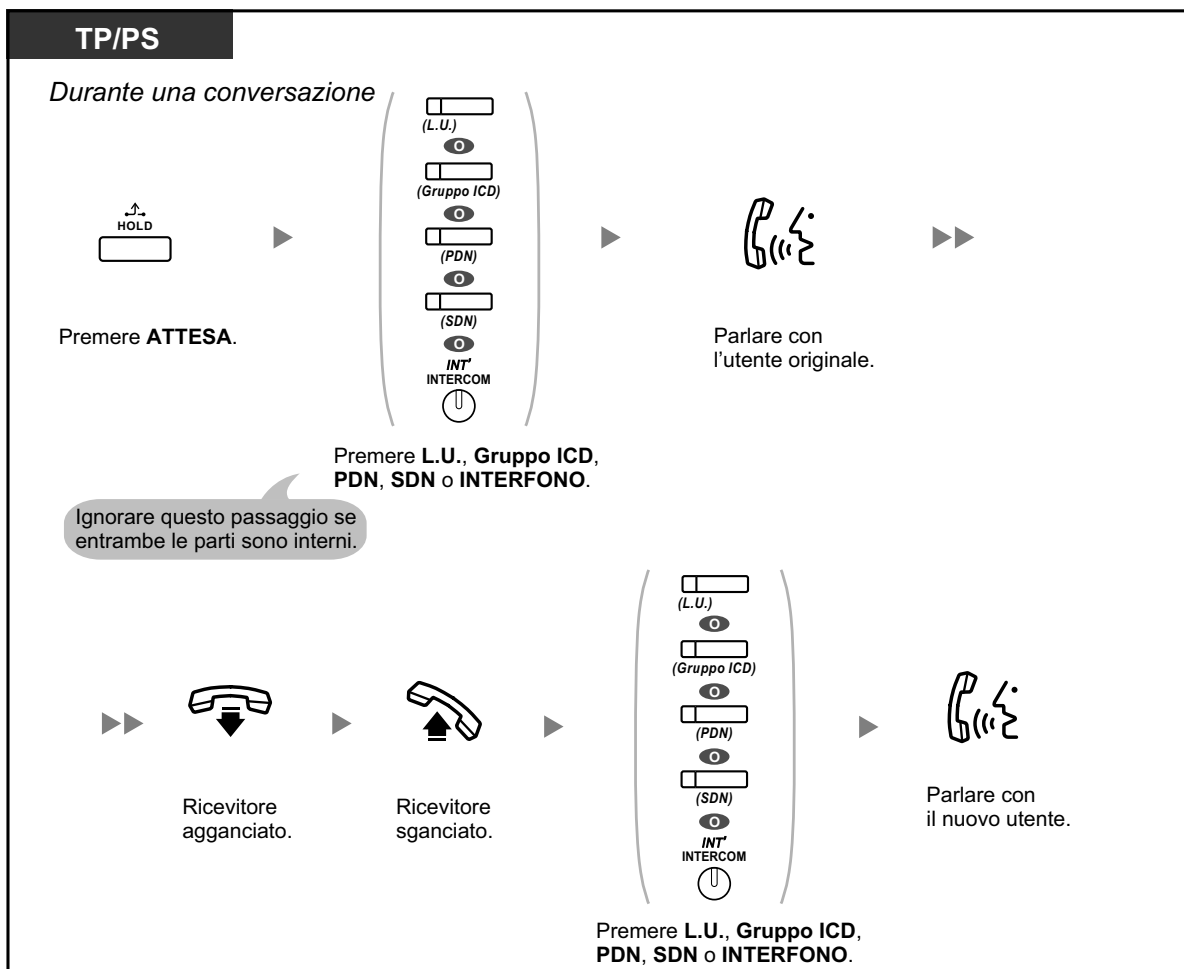 TP/PS
Durante una conversazione
(L.U.)
O
(Gruppo ICD)
O
(PDN)
O
(SDN)
O
INT'
INTERCOM
HOLD
Premere ATTESA.
Premere L.U., Gruppo ICD,
PDN, SDN o INTERFONO.
Parlare con
l'utente originale.
Ignorare questo passaggio se
entrambe le parti sono interni.
Ricevitore
agganciato.
Ricevitore
sganciato.
(L.U.)
O
(Gruppo ICD)
O
(PDN)
O
(SDN)
O
INT'
INTERCOM
Premere L.U., Gruppo ICD,
PDN, SDN o INTERFONO.
Parlare con
il nuovo utente.